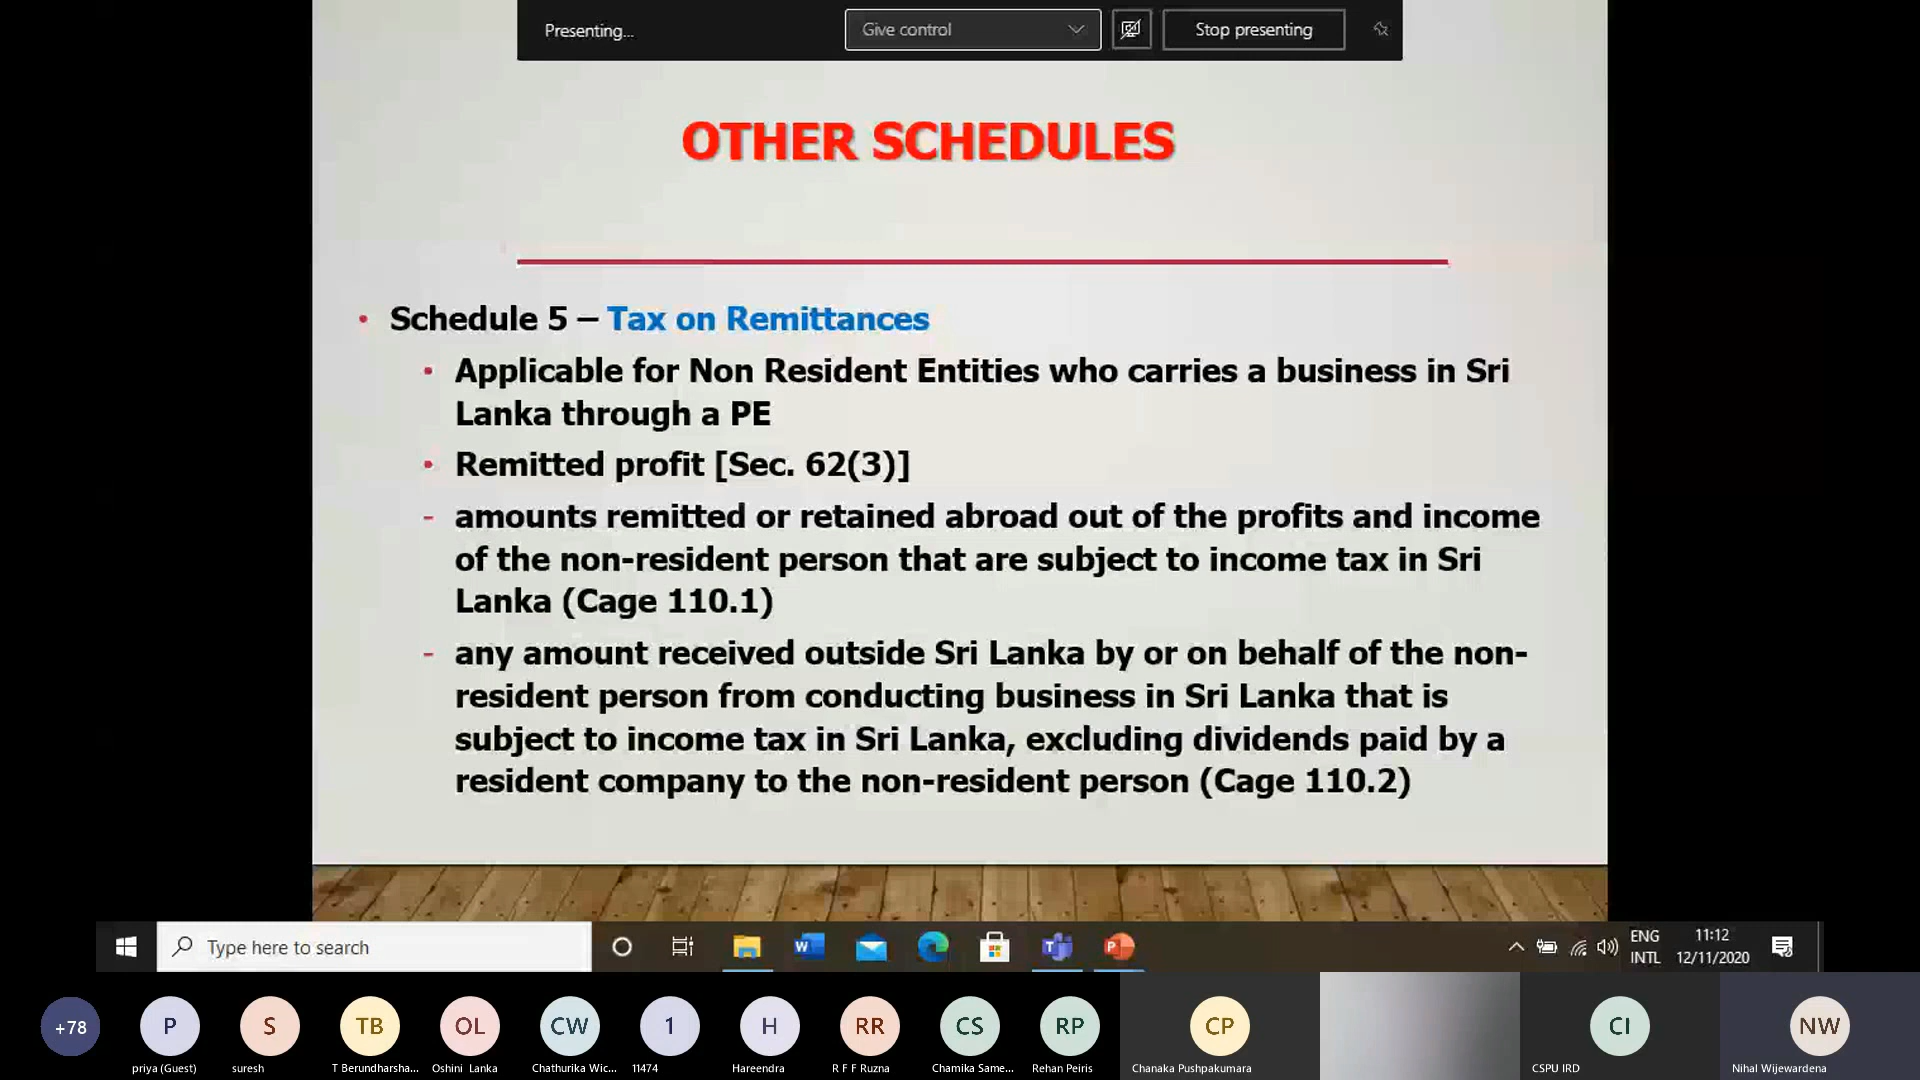 Presenting...
Give control
Stop presenting
OTHER SCHEDULES
• Schedule 5 – Tax on Remittances
• Applicable for Non Resident Entities who carries a business in Sri
Lanka through a PE
• Remitted profit [Sec. 62(3)]
- amounts remitted or retained abroad out of the profits and income
of the non-resident person that are subject to income tax in Sri
Lanka (Cage 110.1)
- any amount received outside Sri Lanka by or on behalf of the non-
resident person from conducting business in Sri Lanka that is
subject to income tax in Sri Lanka, excluding dividends paid by a
resident company to the non-resident person (Cage 110.2)
Type here to search
ENG
INTL
11:12
12/11/2020
+78
P
S
TB
OL
CW
1
H
RR
CS
RP
CP
CI
NW
priya (Guest)
suresh
T Berundharsha...
Oshini Lanka
Chathurika Wic...
11474
Hareendra
R F F Ruzna
Chamika Same...
Rehan Peiris
Chanaka Pushpakumara
CSPU IRD
Nihal Wijewardena